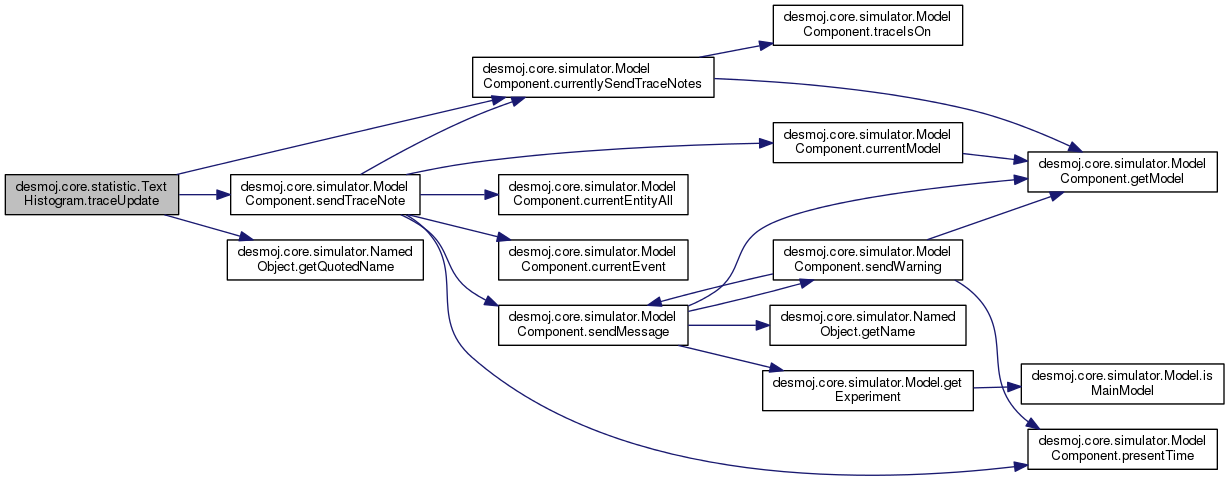 desmoj.core.simulator.Model
Component.traceIsOn
desmoj.core.simulator.Model
Component.currentlySendTraceNotes
desmoj.core.simulator.Model
Component.currentModel
desmoj.core.simulator.Model
Component.getModel
desmoj.core.statistic.Text
Histogram.traceUpdate
desmoj.core.simulator.Model
Component.sendTraceNote
desmoj.core.simulator.Model
Component.currentEntityAll
desmoj.core.simulator.Named
Object.getQuotedName
desmoj.core.simulator.Model
Component.currentEvent
desmoj.core.simulator.Model
Component.sendWarning
desmoj.core.simulator.Model
Component.sendMessage
desmoj.core.simulator.Named
Object.getName
desmoj.core.simulator.Model.get
Experiment
desmoj.core.simulator.Model.is
MainModel
desmoj.core.simulator.Model
Component.presentTime